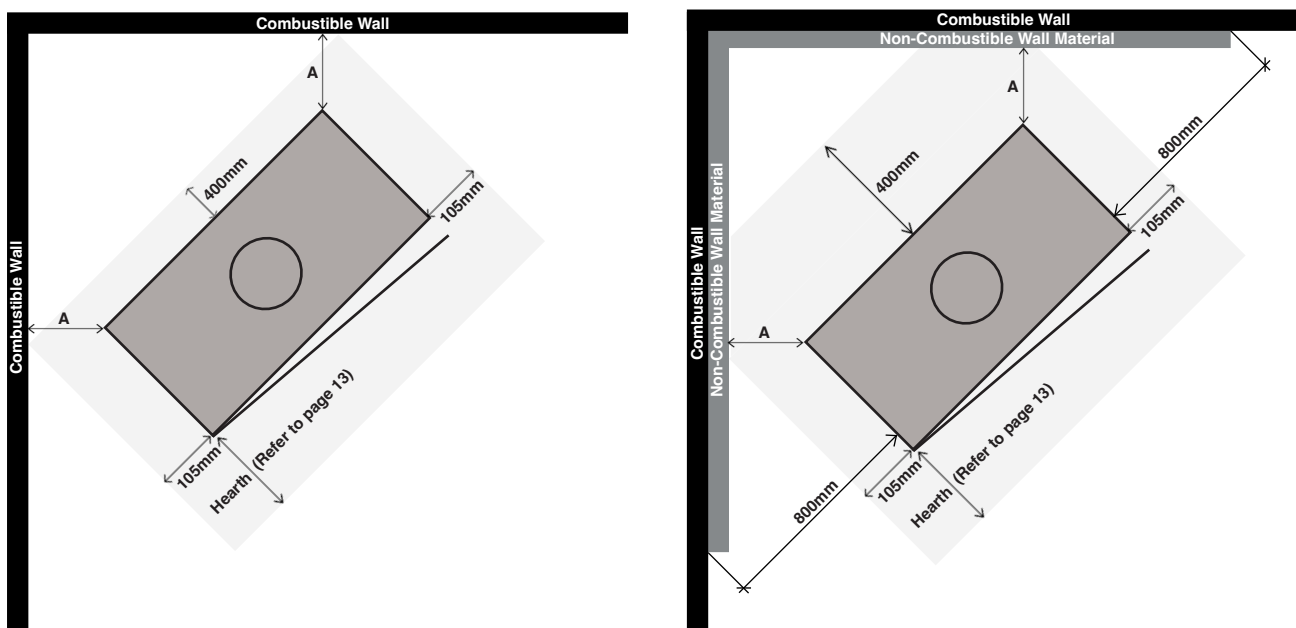 Combustible Wall
A
400mm
105mm
Combustible Wall
A
105mm
Hearth (Refer to page 13)
Combustible Wall
Non-Combustible Wall Material
A
800mm
400mm
105mm
Combustible Wall
Non-Combustible Wall Material
A
105mm
Hearth (Refer to page 13)
800mm